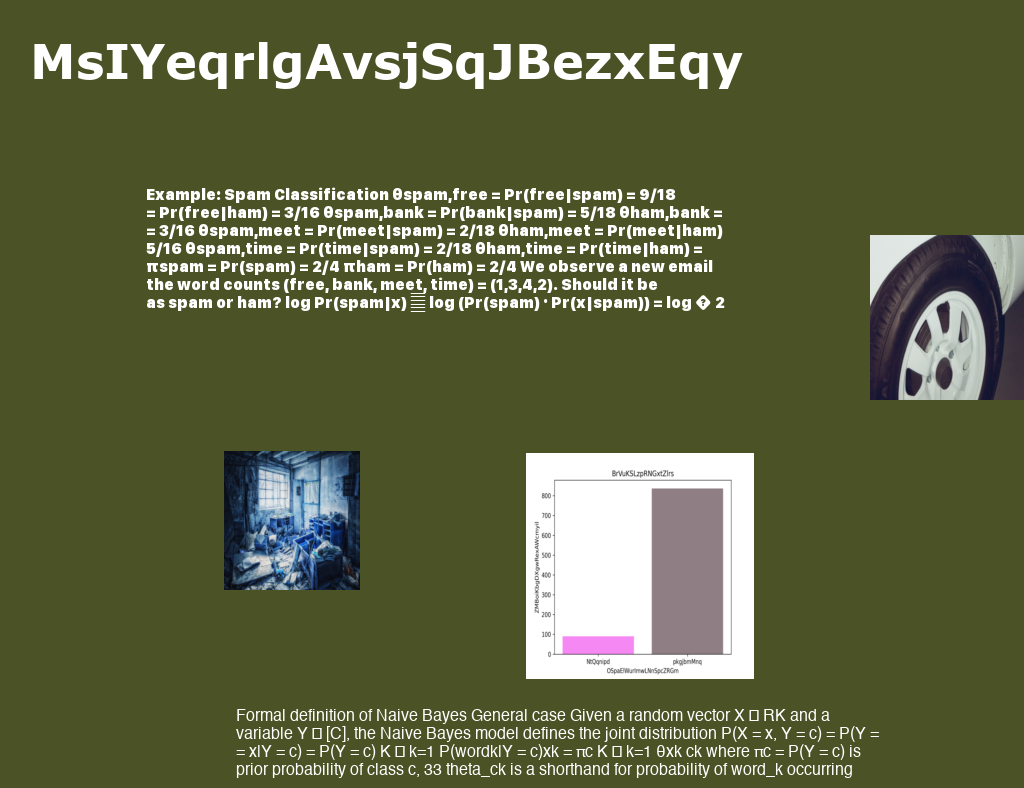 MsIYeqrlgAvsjSqJBezxEqy
Example: Spam Classification θspam,free = Pr(free|spam) = 9/18
= Pr(free|ham) = 3/16 θspam,bank = Pr(bank|spam) = 5/18 θham,bank =
= 3/16 θspam,meet = Pr(meet|spam) = 2/18 θham,meet = Pr(meet|ham)
5/16 θspam,time = Pr(time|spam) = 2/18 θham,time = Pr(time|ham) =
πspam = Pr(spam) = 2/4 πham = Pr(ham) = 2/4 We observe a new email
the word counts (free, bank, meet, time) = (1,3,4,2). Should it be
as spam or ham? log Pr(spam|x) log (Pr(spam) · Pr(x|spam)) = log � 2
BrVuKSLzpRNGxtZIrs
800
700
600
500
400
300
200
100
0
NtQqnipd pkgjbmMnq
Formal definition of Naive Bayes General case Given a random vector X RK and a
variable Y [C], the Naive Bayes model defines the joint distribution P(X = x, Y = c) = P(Y =
= x|Y = c) = P(Y = c) K k=1 P(wordk|Y = c)xk = πc K k=1 θxk ck where πc = P(Y = c) is
prior probability of class c, 33 theta_ck is a shorthand for probability of word_k occurring